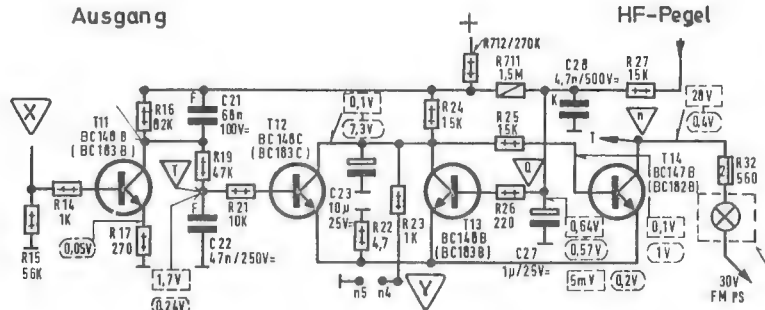 Ausgang
HF-Pegel
+
R712/270K
R711
1,5M
C28
4,7n/500V=
R27
15K
X
T11
BC148B
(BC183B)
R16
82K
F
C21
68n
100V=
T12
BC148C
(BC183C)
0,1V
7,3V
R24
15K
R25
15K
K
28V
0,4V
n
T
R19
47K
T
R14
1K
R21
10K
C23
10µ
25V=
Q
T14
BC147B
(BC182B)
R32
560
2
F
R22
4,7
R23
1K
T13
BC148B
(BC183B)
R26
220
0,05V
R17
270
R15
56K
C22
47n/250V=
1,7V
0,24V
0,64V
0,57V
0,1V
1V
C27
1µ/25V=
5mV
0,2V
n5
n4
Y
30V
FM PS